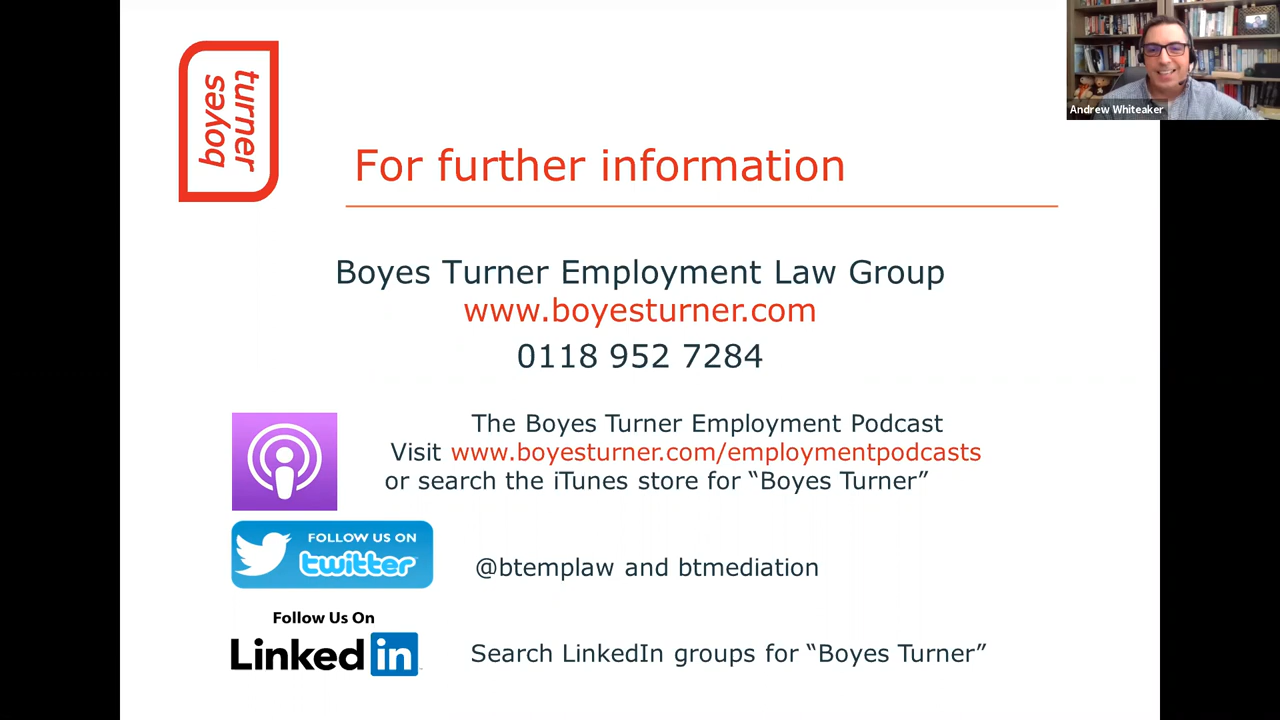 boyes
turner
Andrew Whiteaker
For further information
Boyes Turner Employment Law Group
www.boyesturner.com
0118 952 7284
The Boyes Turner Employment Podcast
Visit www.boyesturner.com/employmentpodcasts
or search the iTunes store for “Boyes Turner”
FOLLOW US ON
twitter
@btemplaw and btmediation
Follow Us On
Linked in
Search LinkedIn groups for “Boyes Turner”